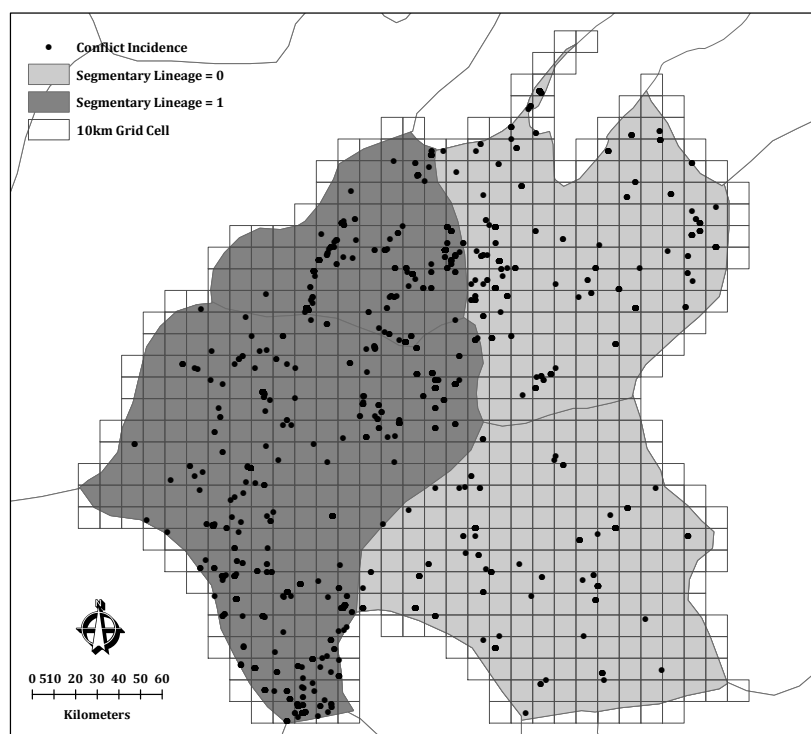 Conflict Incidence
Segmentary Lineage = 0
Segmentary Lineage = 1
10km Grid Cell
N
0 510 20 30 40 50 60
Kilometers